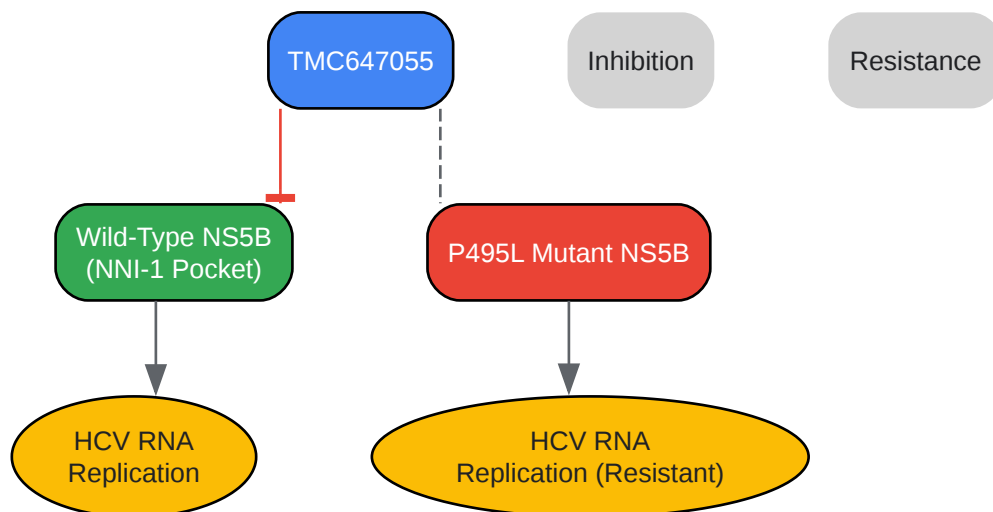 TMC647055
Inhibition
Resistance
Wild-Type NS5B
(NNI-1 Pocket)
P495L Mutant NS5B
HCV RNA
Replication
HCV RNA
Replication (Resistant)